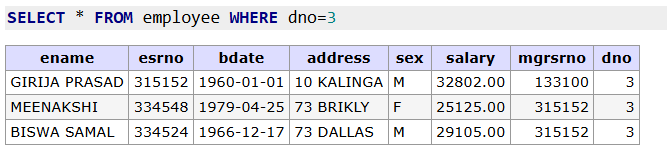 SELECT * FROM employee WHERE dno=3
ename esrno bdate address sex salary mgrsrno dno
GIRIJA PRASAD 315152 1960-01-01 10 KALINGA M 32802.00 133100 3
MEENAKSHI 334548 1979-04-25 73 BRIKLY F 25125.00 315152 3
BISWA SAMAL 334524 1966-12-17 73 DALLAS M 29105.00 315152 3